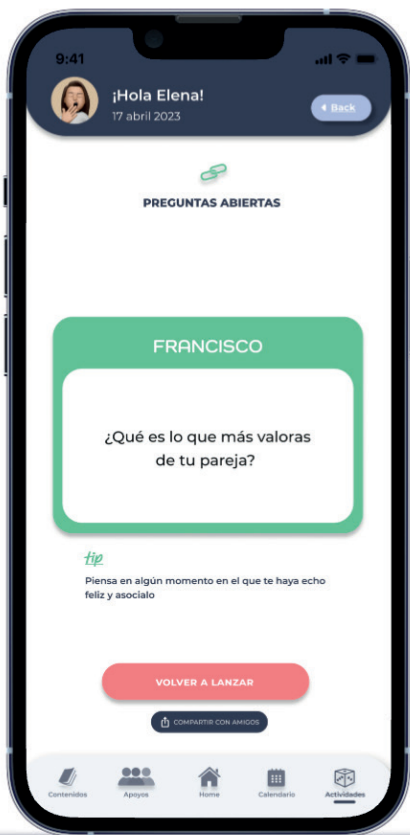 9:41
¡Hola Elena!
17 abril 2023
Back
PREGUNTAS ABIERTAS
FRANCISCO
¿Qué es lo que más valoras
de tu pareja?
tip
Piensa en algún momento en el que te haya echo
feliz y asocialo
VOLVER A LANZAR
COMPARTIR CON AMIGOS
Contenidos
Apoyos
Home
Calendario
Actividades